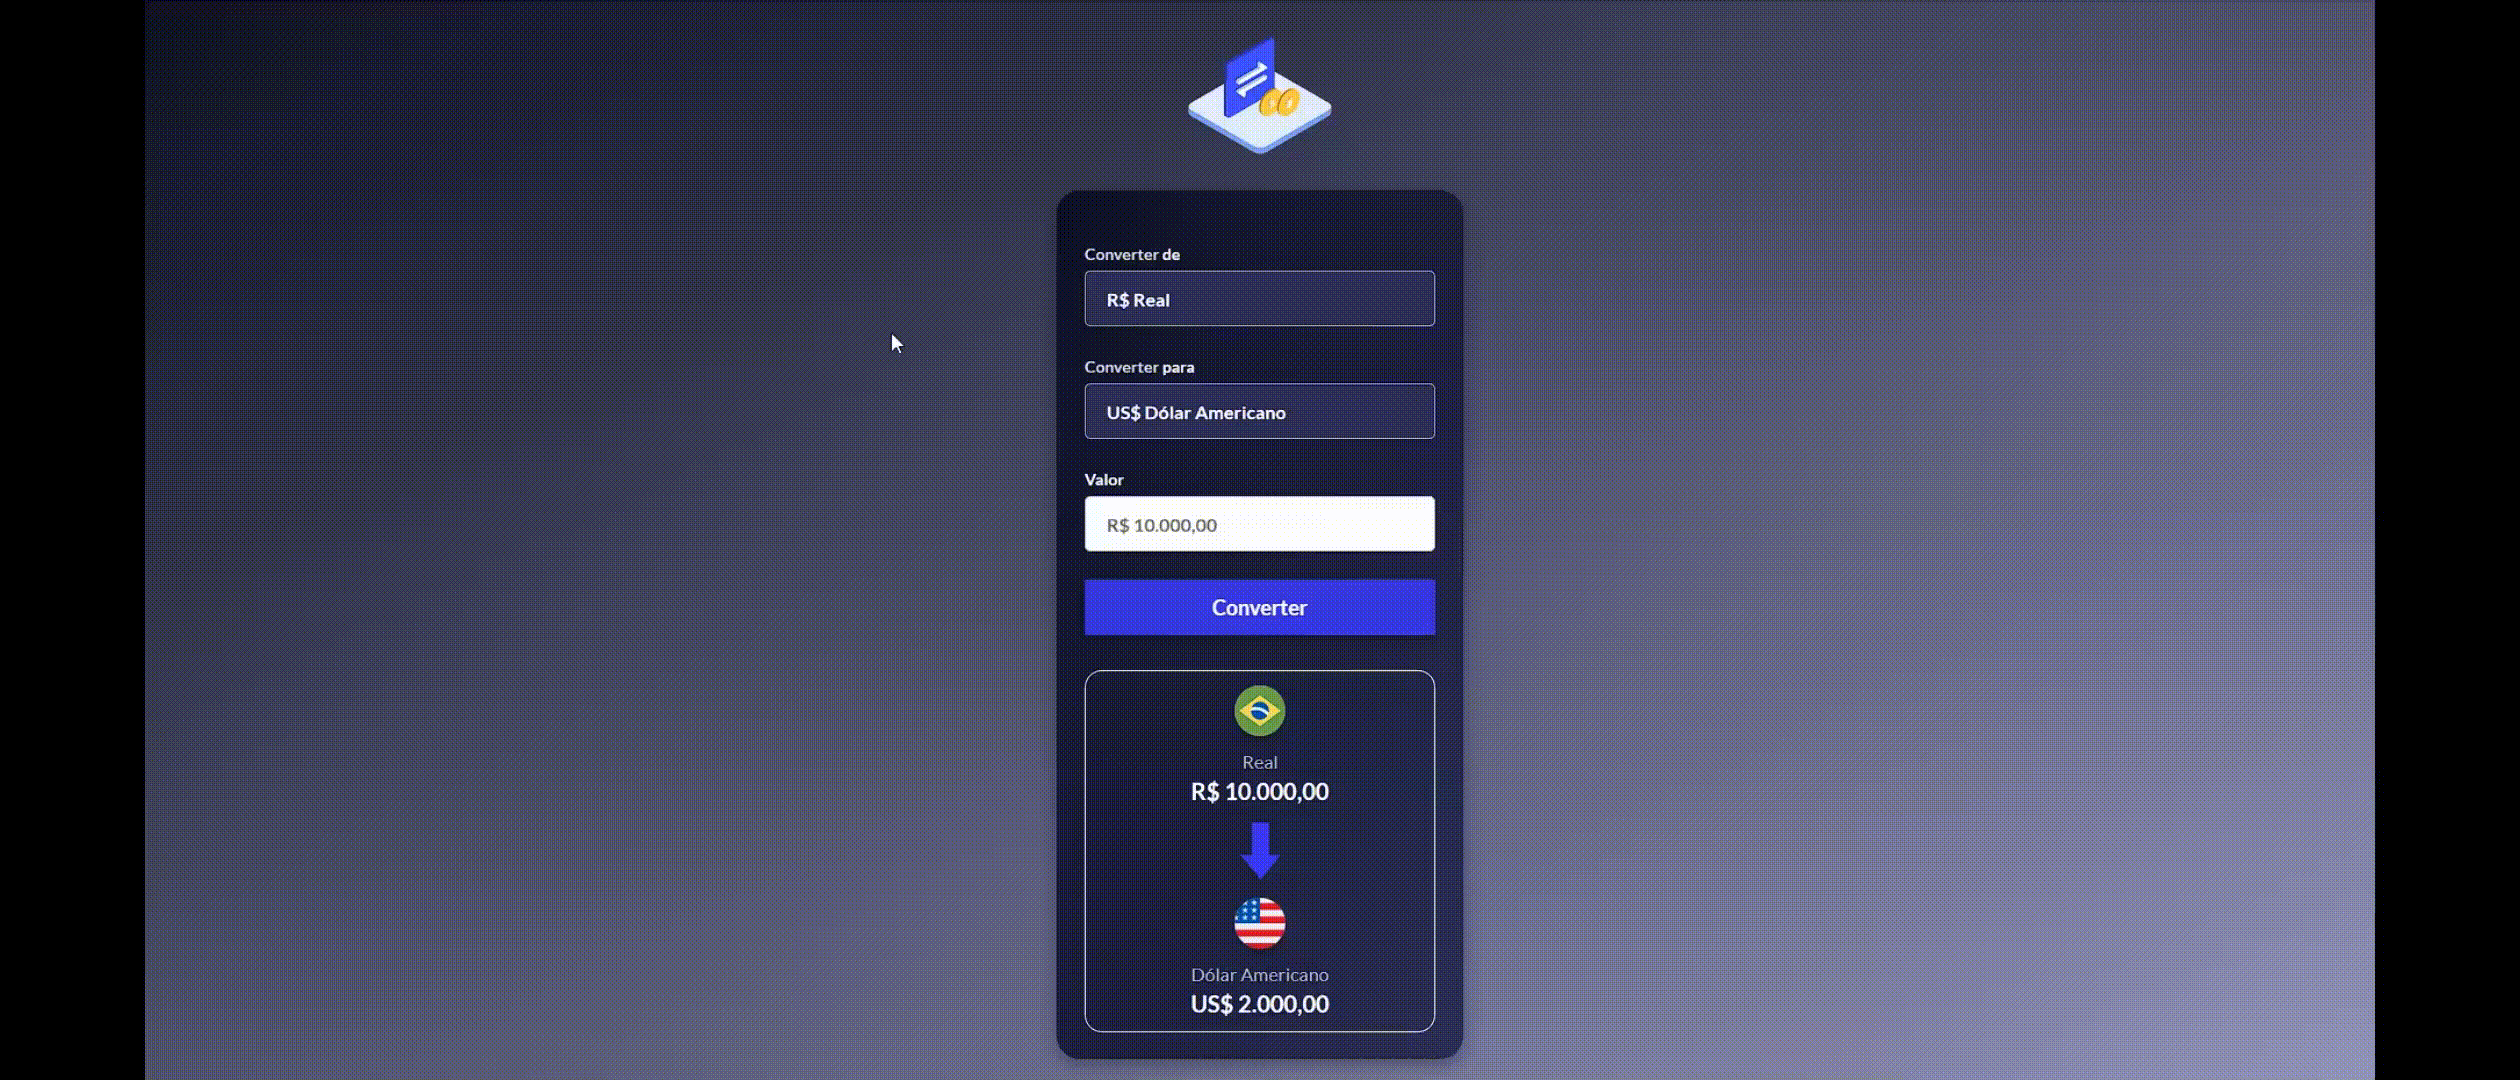 Converter de
R$ Real
Converter para
US$ Dólar Americano
Valor
R$ 10.000,00
Converter
Real
R$ 10.000,00
Dólar Americano
US$ 2.000,00